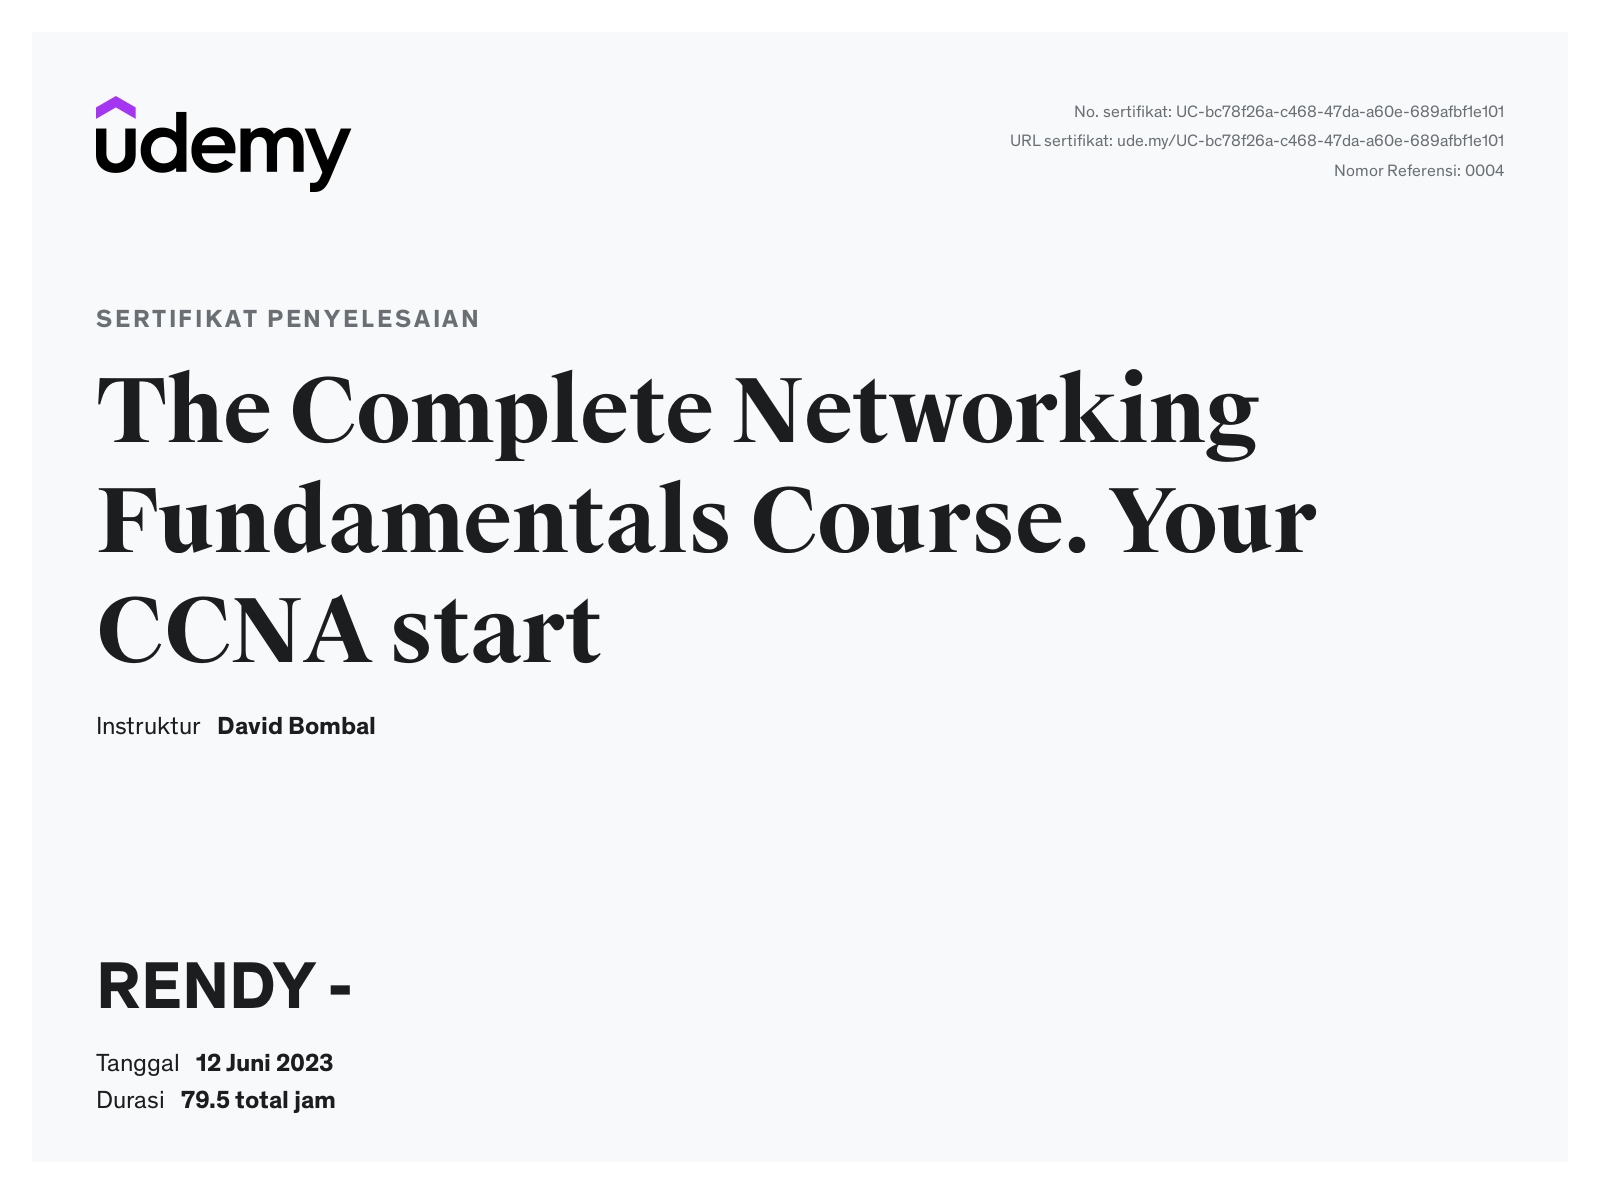 udemy
No. sertifikat: UC-bc78f26a-c468-47da-a60e-689afbf1e101
URL sertifikat: ude.my/UC-bc78f26a-c468-47da-a60e-689afbf1e101
Nomor Referensi: 0004
SERTIFIKAT PENYELESAIAN
The Complete Networking
Fundamentals Course. Your
CCNA start
Instruktur David Bombal
RENDY -
Tanggal 12 Juni 2023
Durasi 79.5 total jam